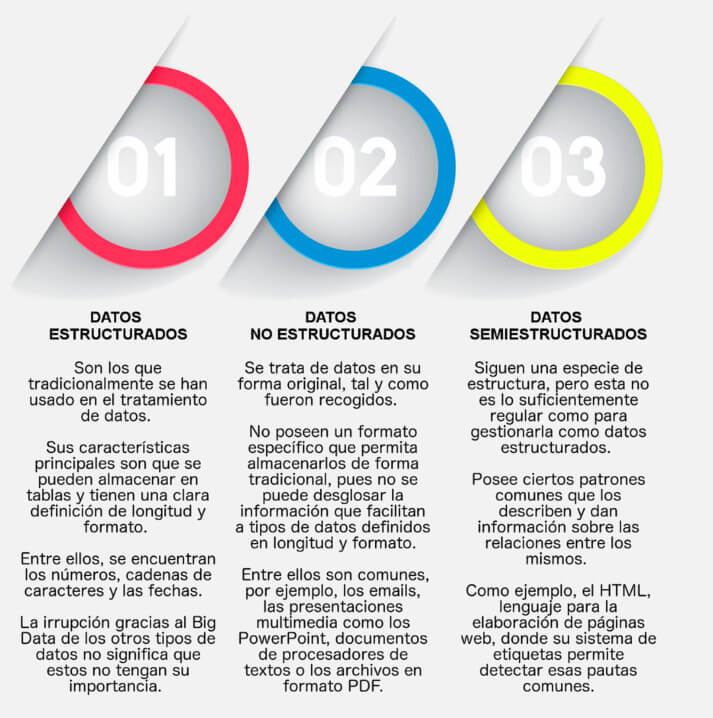 01
DATOS
ESTRUCTURADOS
Son los que
tradicionalmente se han
usado en el tratamiento
de datos.
Sus características
principales son que se
pueden almacenar en
tablas y tienen una clara
definición de longitud y
formato.
Entre ellos, se encuentran
los números, cadenas de
caracteres y las fechas.
La irrupción gracias al Big
Data de los otros tipos de
datos no significa que
estos no tengan su
importancia.
02
DATOS
NO ESTRUCTURADOS
Se trata de datos en su
forma original, tal y como
fueron recogidos.
No poseen un formato
específico que permita
almacenarlos de forma
tradicional, pues no se
puede desglosar la
información que facilitan
a tipos de datos definidos
en longitud y formato.
Entre ellos son comunes,
por ejemplo, los emails,
las presentaciones
multimedia como los
PowerPoint, documentos
de procesadores de
textos o los archivos en
formato PDF.
03
DATOS
SEMIESTRUCTURADOS
Siguen una especie de
estructura, pero esta no
es lo suficientemente
regular como para
gestionarla como datos
estructurados.
Posee ciertos patrones
comunes que los
describen y dan
información sobre las
relaciones entre los
mismos.
Como ejemplo, el HTML,
lenguaje para la
elaboración de páginas
web, donde su sistema de
etiquetas permite
detectar esas pautas
comunes.